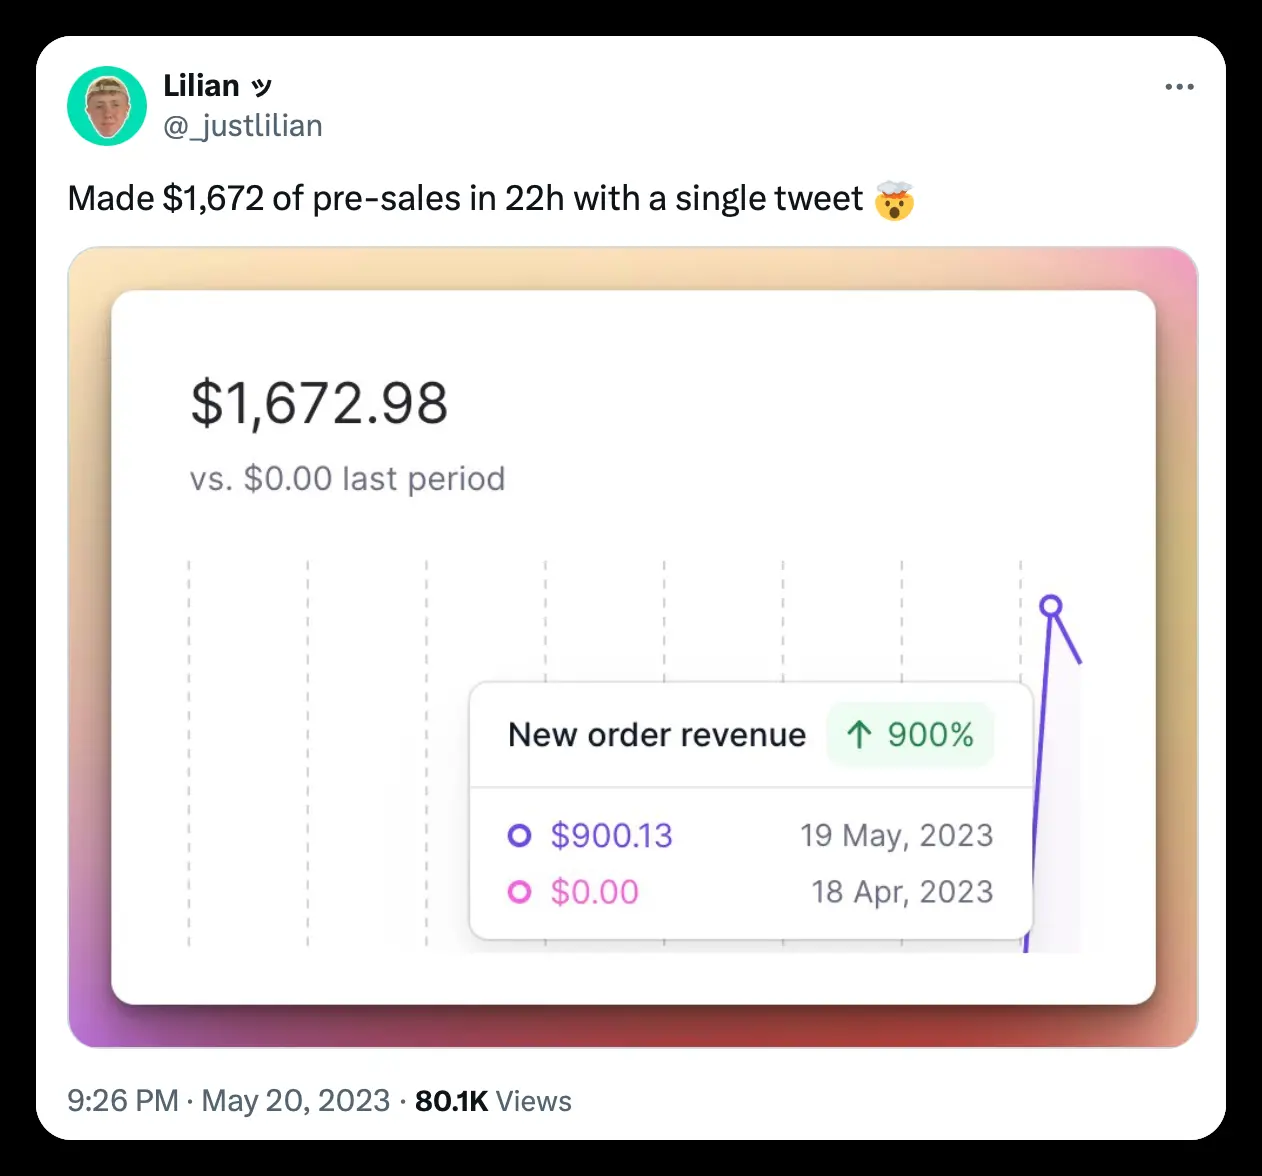 Lilian ッ
@_justlilian
Made $1,672 of pre-sales in 22h with a single tweet 🤯
$1,672.98
vs. $0.00 last period
New order revenue ↑ 900%
$900.13 19 May, 2023
$0.00 18 Apr, 2023
9:26 PM · May 20, 2023 · 80.1K Views